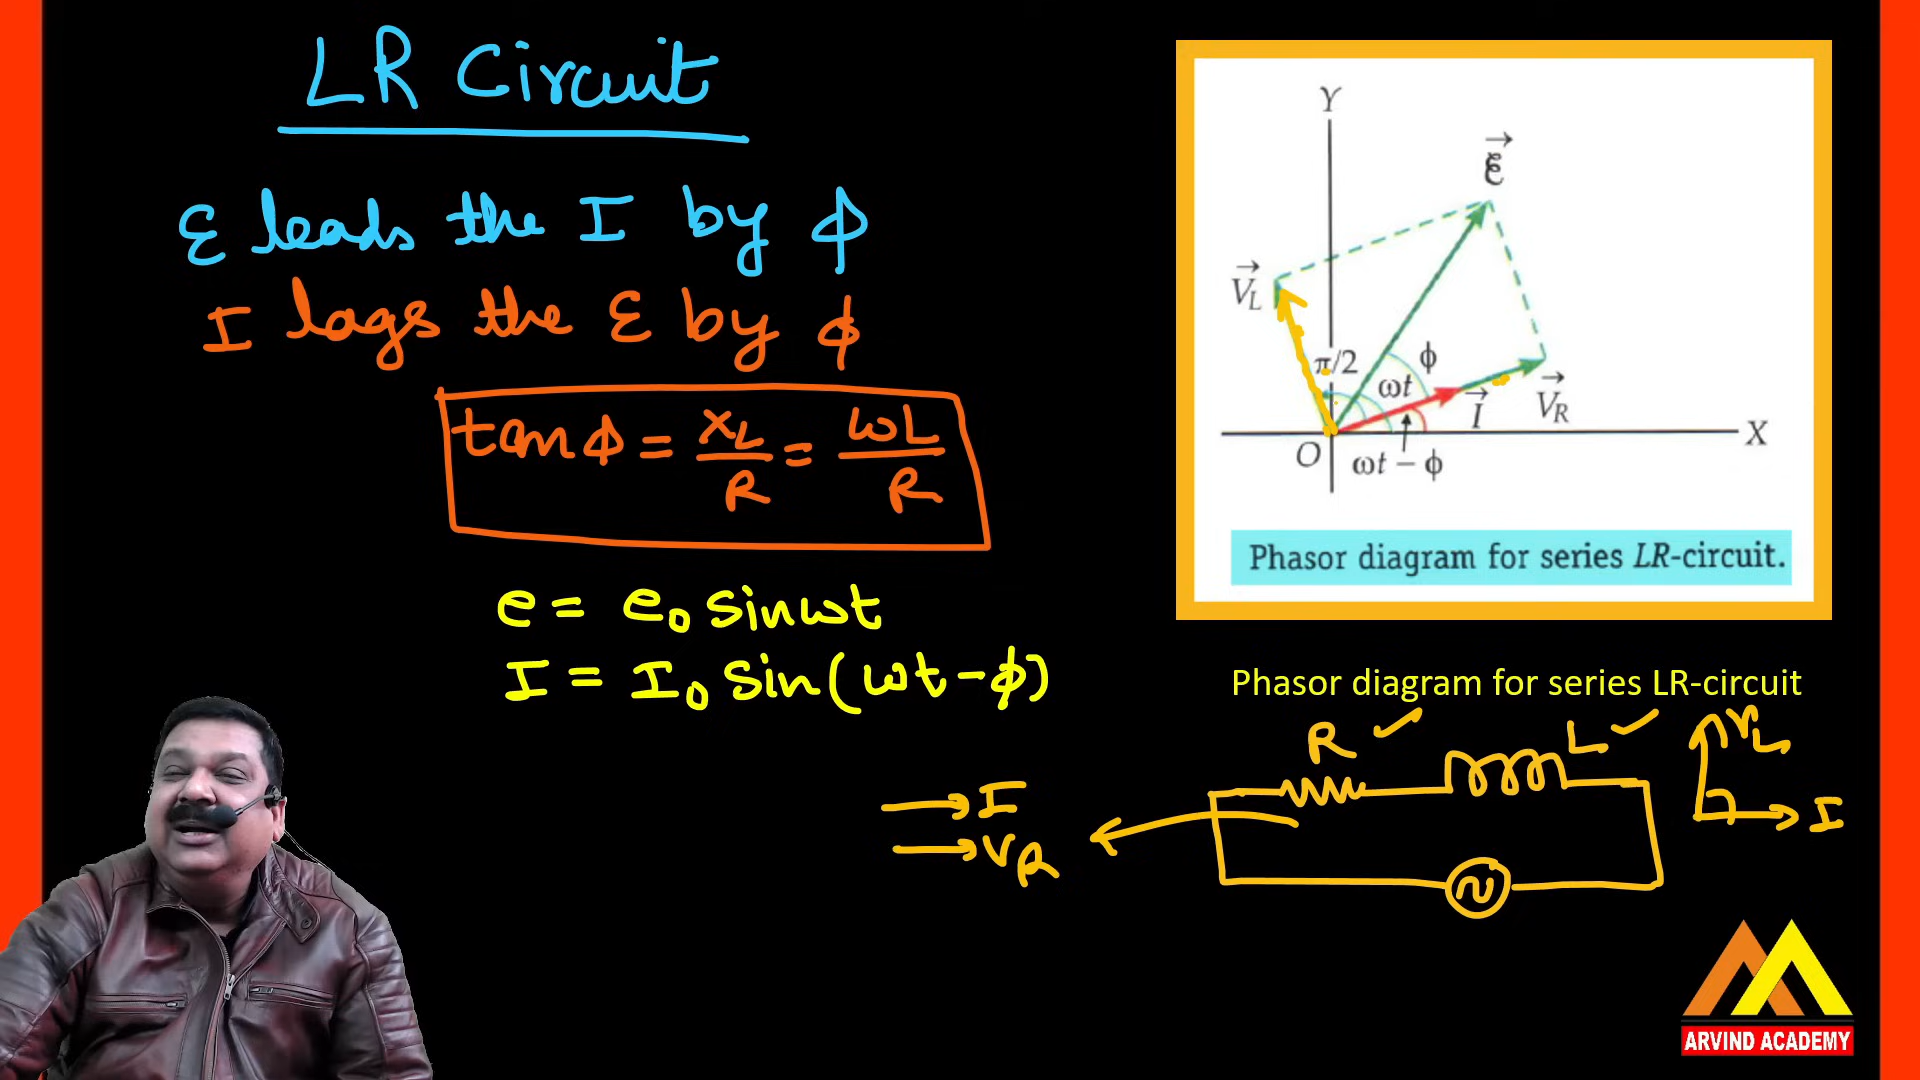 LR Circuit
ε leads the I by ϕ
I lags the ε by ϕ
tanϕ = X_L/R = ωL/R
e = e₀ sinωt
I = I₀ sin(ωt-ϕ)
Y
ε
V_L
π/2
ϕ
ωt
I
V_R
X
O
ωt – ϕ
Phasor diagram for series LR-circuit.
Phasor diagram for series LR-circuit
R
L
V_L
I
I
V_R
ARVIND ACADEMY